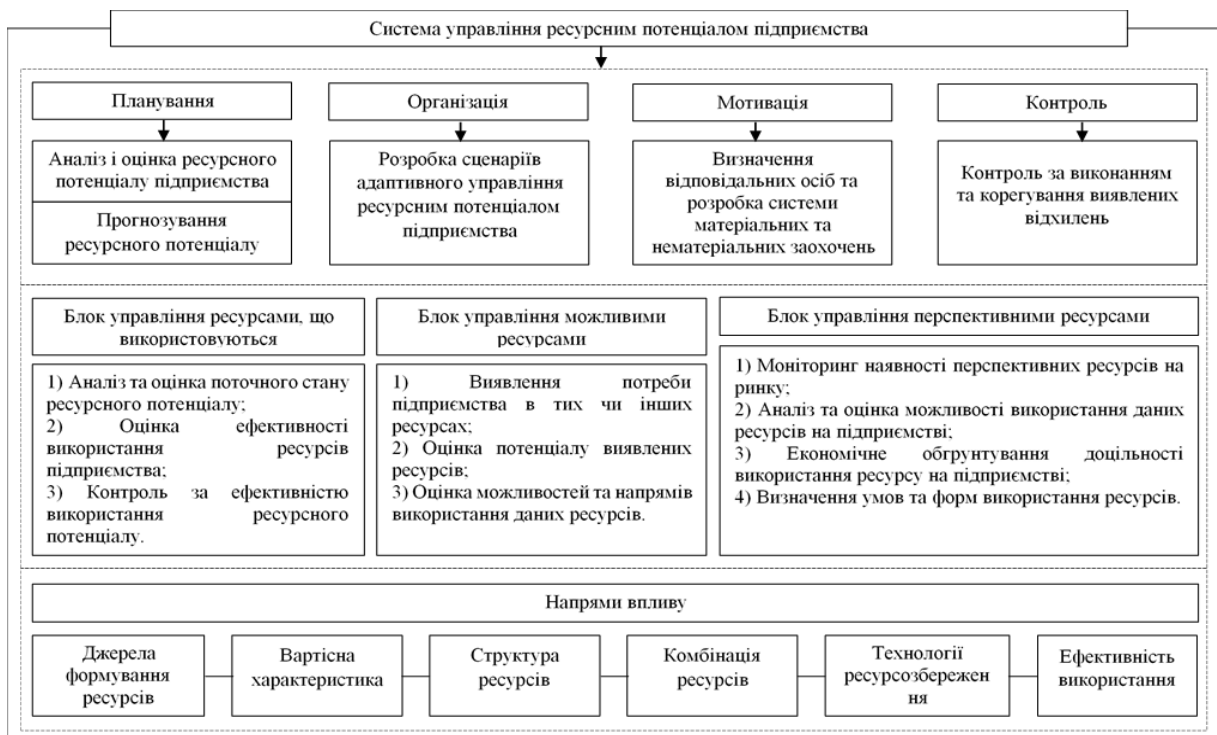 Система управління ресурсним потенціалом підприємства
Планування
Організація
Мотивація
Контроль
Аналіз і оцінка ресурсного
потенціалу підприємства
Прогнозування
ресурсного потенціалу
Розробка сценаріїв
адаптивного управління
ресурсним потенціалом
підприємства
Визначення
відповідальних осіб та
розробка системи
матеріальних та
нематеріальних заохочень
Контроль за виконанням
та корегування виявлених
відхилень
Блок управління ресурсами, що
використовуються
Блок управління можливими
ресурсами
Блок управління перспективними ресурсами
1) Аналіз та оцінка поточного стану
ресурсного потенціалу;
2) Оцінка ефективності
використання ресурсів
підприємства;
3) Контроль за ефективністю
використання ресурсного
потенціалу.
1) Виявлення потреби
підприємства в тих чи інших
ресурсах;
2) Оцінка потенціалу виявлених
ресурсів;
3) Оцінка можливостей та напрямів
використання даних ресурсів.
1) Моніторинг наявності перспективних ресурсів на
ринку;
2) Аналіз та оцінка можливості використання даних
ресурсів на підприємстві;
3) Економічне обгрунтування доцільності
використання ресурсу на підприємстві;
4) Визначення умов та форм використання ресурсів.
Напрями впливу
Джерела
формування
ресурсів
Вартісна
характеристика
Структура
ресурсів
Комбінація
ресурсів
Технології
ресурсозбережен
ня
Ефективність
використання